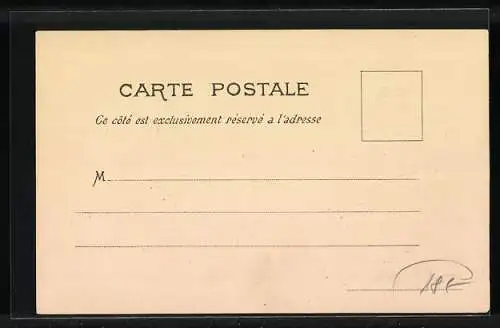 CARTE POSTALE
Ce côté est exclusivement réservé a l'adresse
M.